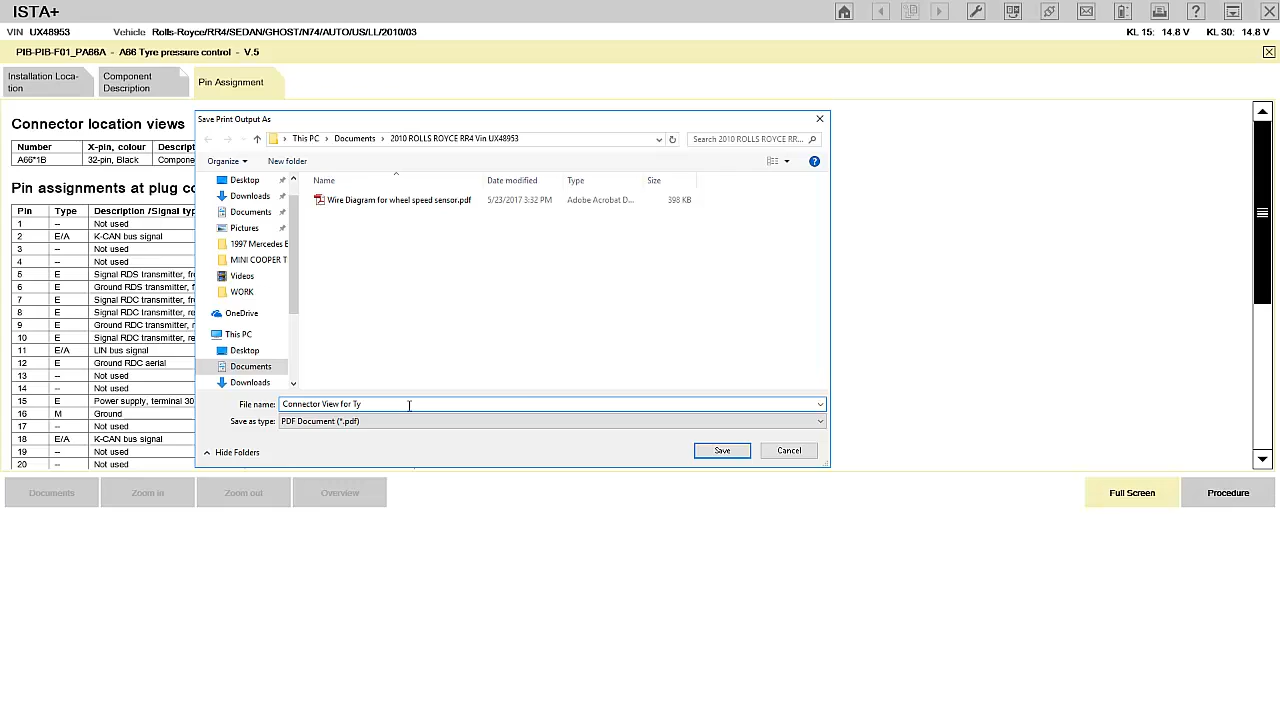 ISTA+
VIN UX48953 Vehicle Rolls-Royce/RR4/SEDAN/GHOST/N74/AUTO/US/LL/2010/03 KL 15: 14.8 V KL 30: 14.8 V
PIB-PIB-F01_PA66A - A66 Tyre pressure control - V.5
Installation Loca-
tion
Component
Description
Pin Assignment
Connector location views
Number X-pin, colour Descript
A66*1B 32-pin, Black Compone
Pin assignments at plug co
Pin Type Description /Signal typ
1 -- Not used
2 E/A K-CAN bus signal
3 -- Not used
4 -- Not used
5 E Signal RDS transmitter, fro
6 E Ground RDS transmitter, f
7 E Signal RDC transmitter, fro
8 E Signal RDC transmitter, re
9 E Ground RDC transmitter, r
10 E Signal RDC transmitter, re
11 E/A LIN bus signal
12 E Ground RDC aerial
13 -- Not used
14 -- Not used
15 E Power supply, terminal 30
16 M Ground
17 -- Not used
18 E/A K-CAN bus signal
19 -- Not used
20 -- Not used
Save Print Output As
This PC > Documents > 2010 ROLLS ROYCE RR4 Vin UX48953
Search 2010 ROLLS ROYCE RR...
Organize New folder
Desktop
Downloads
Documents
Pictures
1997 Mercedes E
MINI COOPER T
Videos
WORK
OneDrive
This PC
Desktop
Documents
Downloads
Name Date modified Type Size
Wire Diagram for wheel speed sensor.pdf 5/23/2017 3:32 PM Adobe Acrobat D... 398 KB
File name: Connector View for Ty
Save as type: PDF Document (*.pdf)
Hide Folders Save Cancel
Documents Zoom in Zoom out Overview Full Screen Procedure